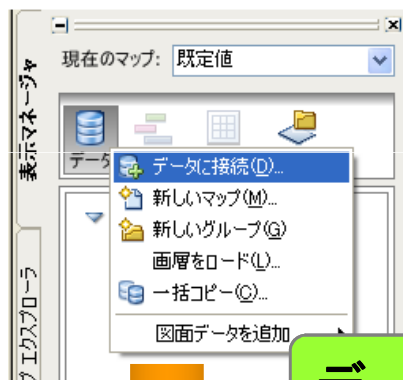 現在のマップ: 既定値
表示マネージャ
データ
データに接続(D)...
新しいマップ(M)...
新しいグループ(G)
画層をロード(L)...
一括コピー(C)...
図面データを追加
エクスプローラ
デ